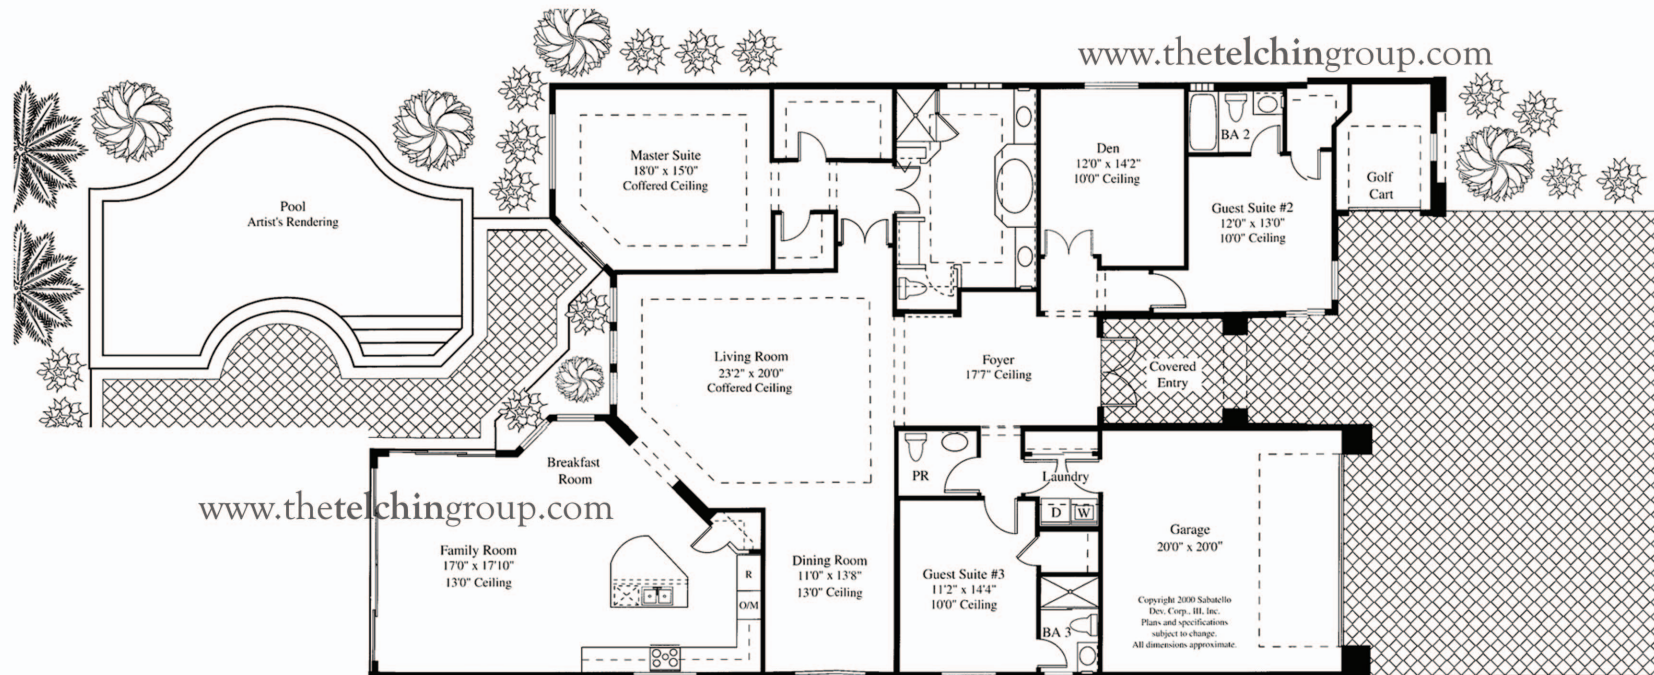 www.thetelchingroup.com
Master Suite
18'0" x 15'0"
Coffered Ceiling
Den
12'0" x 14'2"
10'0" Ceiling
BA 2
Golf
Cart
Guest Suite #2
12'0" x 13'0"
10'0" Ceiling
Pool
Artist's Rendering
Living Room
23'2" x 20'0"
Coffered Ceiling
Foyer
17'7" Ceiling
Covered
Entry
Breakfast
Room
PR
Laundry
D
W
www.thetelchingroup.com
Family Room
17'0" x 17'10"
13'0" Ceiling
R
O/M
Dining Room
11'0" x 13'8"
13'0" Ceiling
Guest Suite #3
11'2" x 14'4"
10'0" Ceiling
BA 3
Garage
20'0" x 20'0"
Copyright 2000 Sabatello
Dev. Corp., III, Inc.
Plans and specifications
subject to change.
All dimensions approximate.